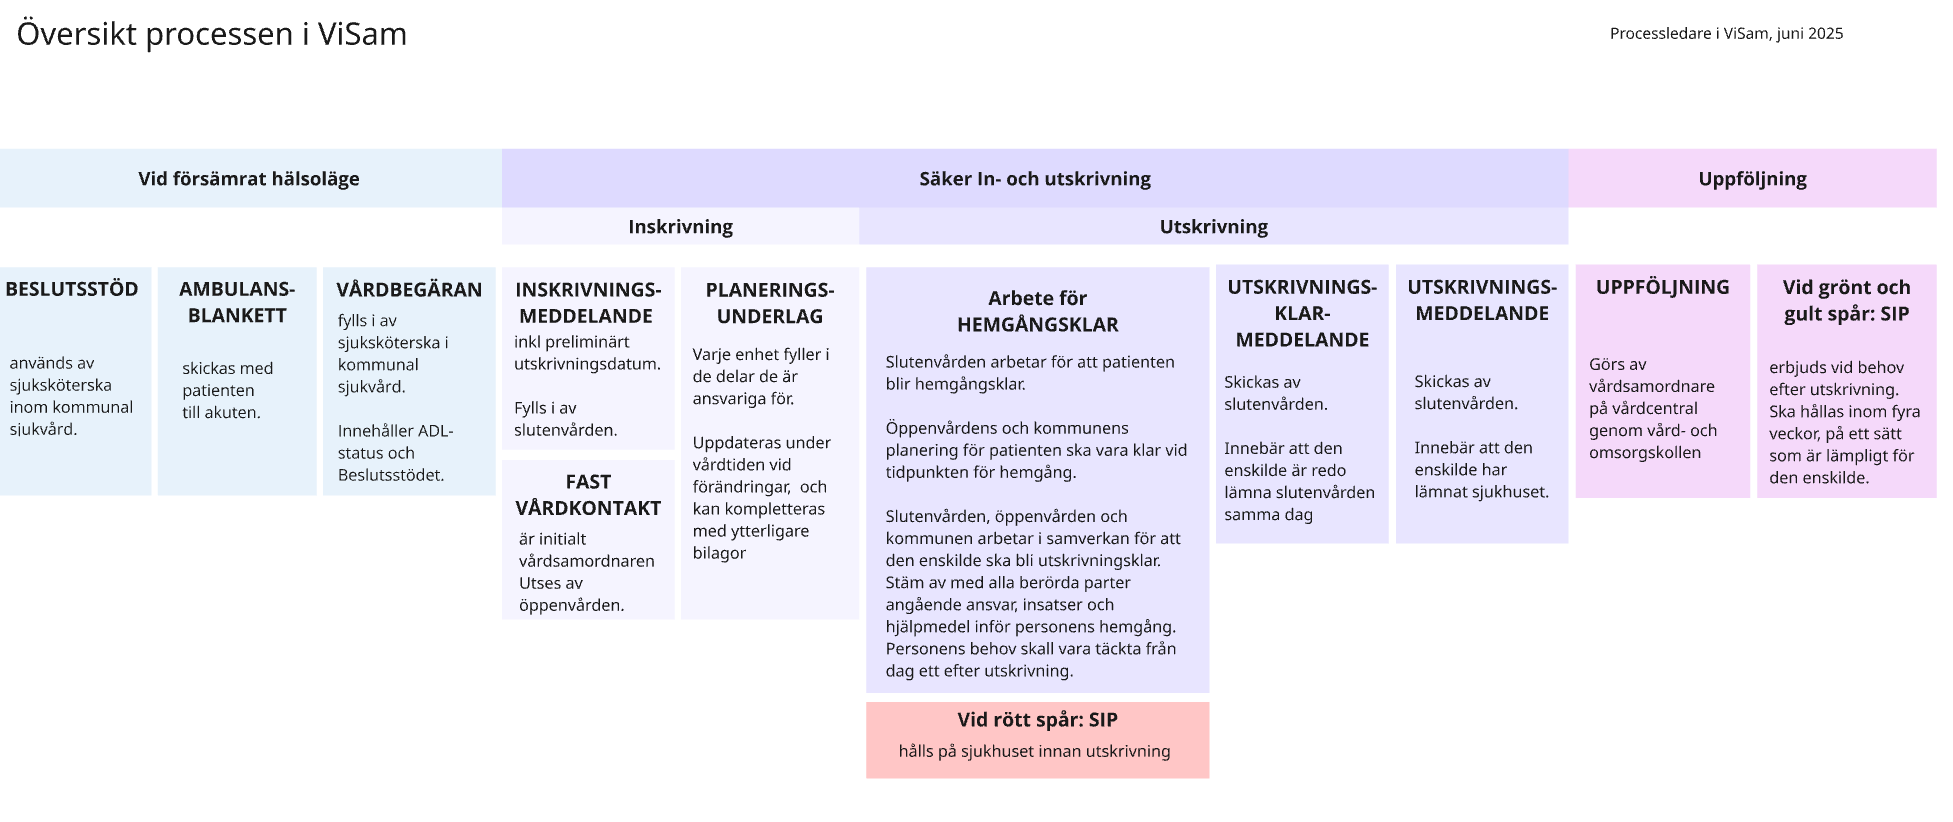 Översikt processen i ViSam
Processledare i ViSam, juni 2025
Vid försämrat hälsoläge
Säker In- och utskrivning
Uppföljning
Inskrivning
Utskrivning
BESLUTSSTÖD
används av
sjuksköterska
inom kommunal
sjukvård.
AMBULANS-
BLANKETT
skickas med
patienten
till akuten.
VÅRDBEGÄRAN
fylls i av
sjuksköterska i
kommunal
sjukvård.
Innehåller ADL-
status och
Beslutsstödet.
INSKRIVNINGS-
MEDDELANDE
inkl preliminärt
utskrivningsdatum.
Fylls i av
slutenvården.
FAST
VÅRDKONTAKT
är initialt
vårdsamordnaren
Utses av
öppenvården.
PLANERINGS-
UNDERLAG
Varje enhet fyller i
de delar de är
ansvariga för.
Uppdateras under
vårdtiden vid
förändringar,  och
kan kompletteras
med ytterligare
bilagor
Arbete för
HEMGÅNGSKLAR
Slutenvården arbetar för att patienten
blir hemgångsklar.
Öppenvårdens och kommunens
planering för patienten ska vara klar vid
tidpunkten för hemgång.
Slutenvården, öppenvården och
kommunen arbetar i samverkan för att
den enskilde ska bli utskrivningsklar.
Stäm av med alla berörda parter
angående ansvar, insatser och
hjälpmedel inför personens hemgång.
Personens behov skall vara täckta från
dag ett efter utskrivning.
Vid rött spår: SIP
hålls på sjukhuset innan utskrivning
UTSKRIVNINGS-
KLAR-
MEDDELANDE
Skickas av
slutenvården.
Innebär att den
enskilde är redo
lämna slutenvården
samma dag
UTSKRIVNINGS-
MEDDELANDE
Skickas av
slutenvården.
Innebär att den
enskilde har
lämnat sjukhuset.
UPPFÖLJNING
Görs av
vårdsamordnare
på vårdcentral
genom vård- och
omsorgskollen
Vid grönt och
gult spår: SIP
erbjuds vid behov
efter utskrivning.
Ska hållas inom fyra
veckor, på ett sätt
som är lämpligt för
den enskilde.